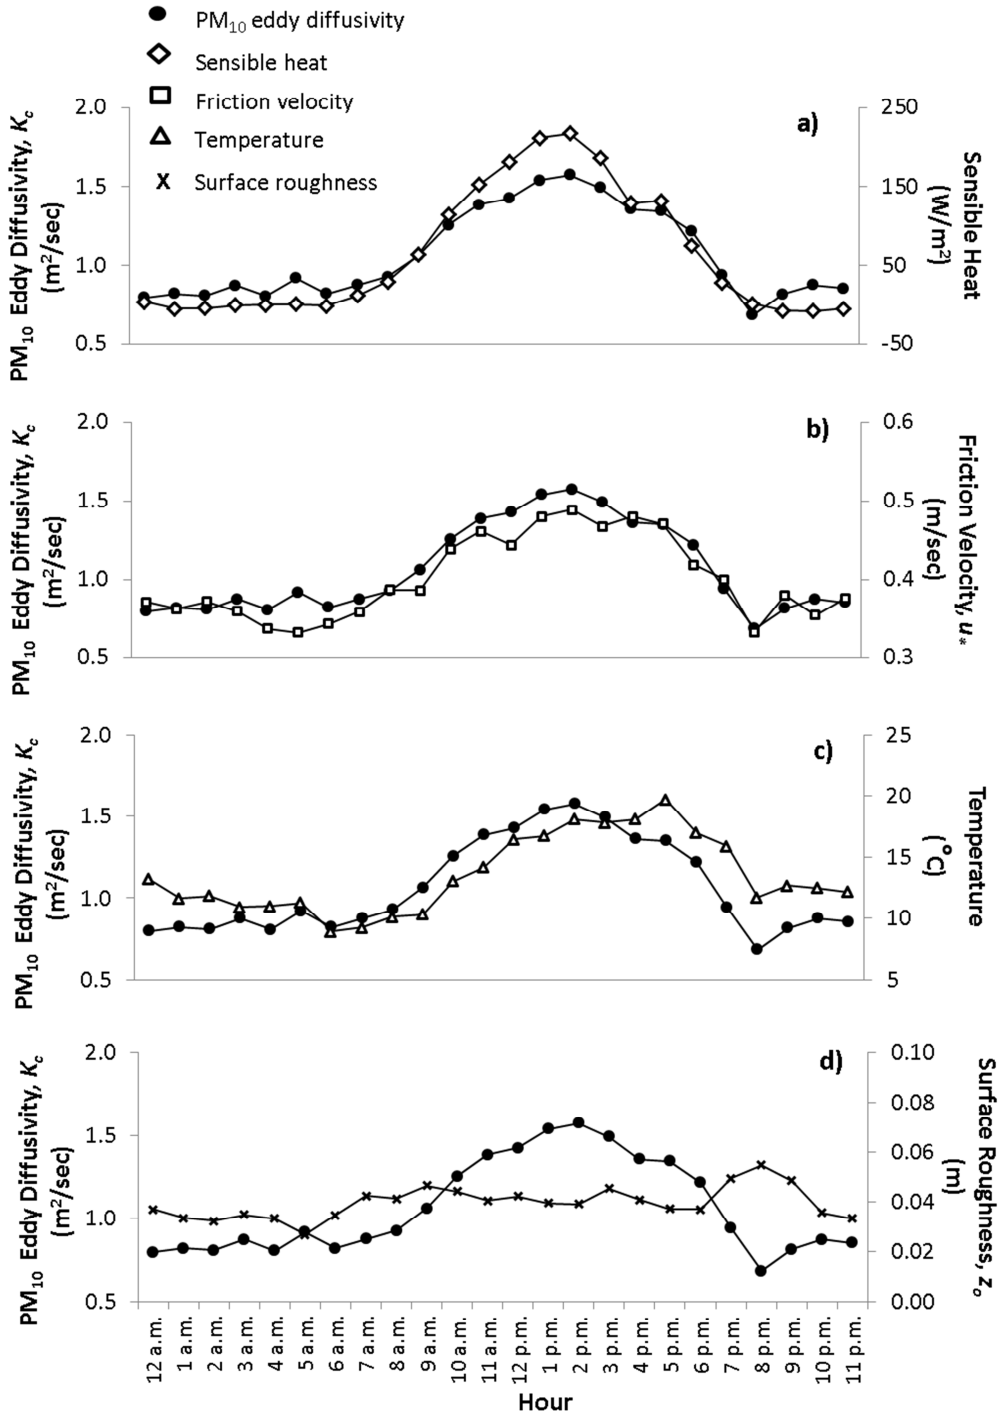 PM10 eddy diffusivity
Sensible heat
Friction velocity
Temperature
x Surface roughness
a)
PM10 Eddy Diffusivity, Kc
(m2/sec)
2.0
1.5
1.0
0.5
250
150
50
-50
Sensible Heat
(W/m2)
b)
PM10 Eddy Diffusivity, Kc
(m2/sec)
2.0
1.5
1.0
0.5
0.6
0.5
0.4
0.3
Friction Velocity, u*
(m/sec)
c)
PM10 Eddy Diffusivity, Kc
(m2/sec)
2.0
1.5
1.0
0.5
25
20
15
10
5
Temperature
(°C)
d)
PM10 Eddy Diffusivity, Kc
(m2/sec)
2.0
1.5
1.0
0.5
0.10
0.08
0.06
0.04
0.02
0.00
Surface Roughness, zo
(m)
12 a.m.
1 a.m.
2 a.m.
3 a.m.
4 a.m.
5 a.m.
6 a.m.
7 a.m.
8 a.m.
9 a.m.
10 a.m.
11 a.m.
12 p.m.
1 p.m.
2 p.m.
3 p.m.
4 p.m.
5 p.m.
6 p.m.
7 p.m.
8 p.m.
9 p.m.
10 p.m.
11 p.m.
Hour